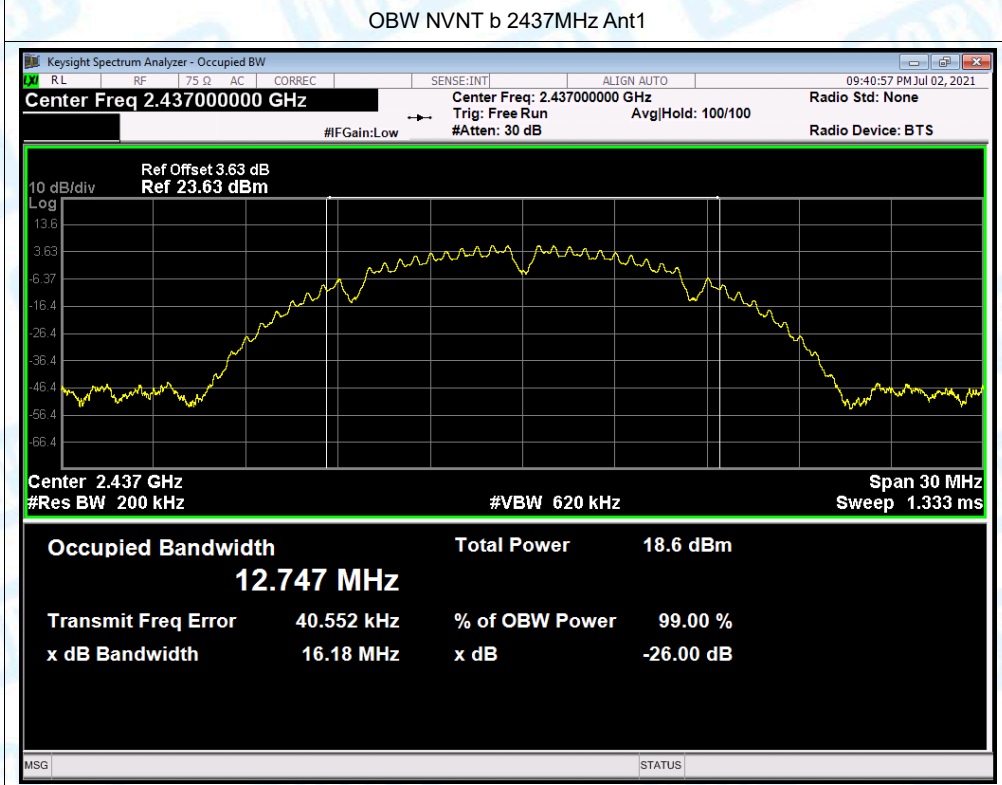 OBW NVNT b 2437MHz Ant1
Keysight Spectrum Analyzer - Occupied BW
LXI RL RF 75 Ω AC CORREC SENSE:INT ALIGN AUTO 09:40:57 PM Jul 02, 2021
Center Freq 2.437000000 GHz Center Freq: 2.437000000 GHz Radio Std: None
Trig: Free Run Avg|Hold: 100/100
#IFGain:Low #Atten: 30 dB Radio Device: BTS
Ref Offset 3.63 dB
10 dB/div Ref 23.63 dBm
Log
13.6
3.63
-6.37
-16.4
-26.4
-36.4
-46.4
-56.4
-66.4
Center 2.437 GHz Span 30 MHz
#Res BW 200 kHz #VBW 620 kHz Sweep 1.333 ms
Occupied Bandwidth Total Power 18.6 dBm
12.747 MHz
Transmit Freq Error 40.552 kHz % of OBW Power 99.00 %
x dB Bandwidth 16.18 MHz x dB -26.00 dB
MSG STATUS